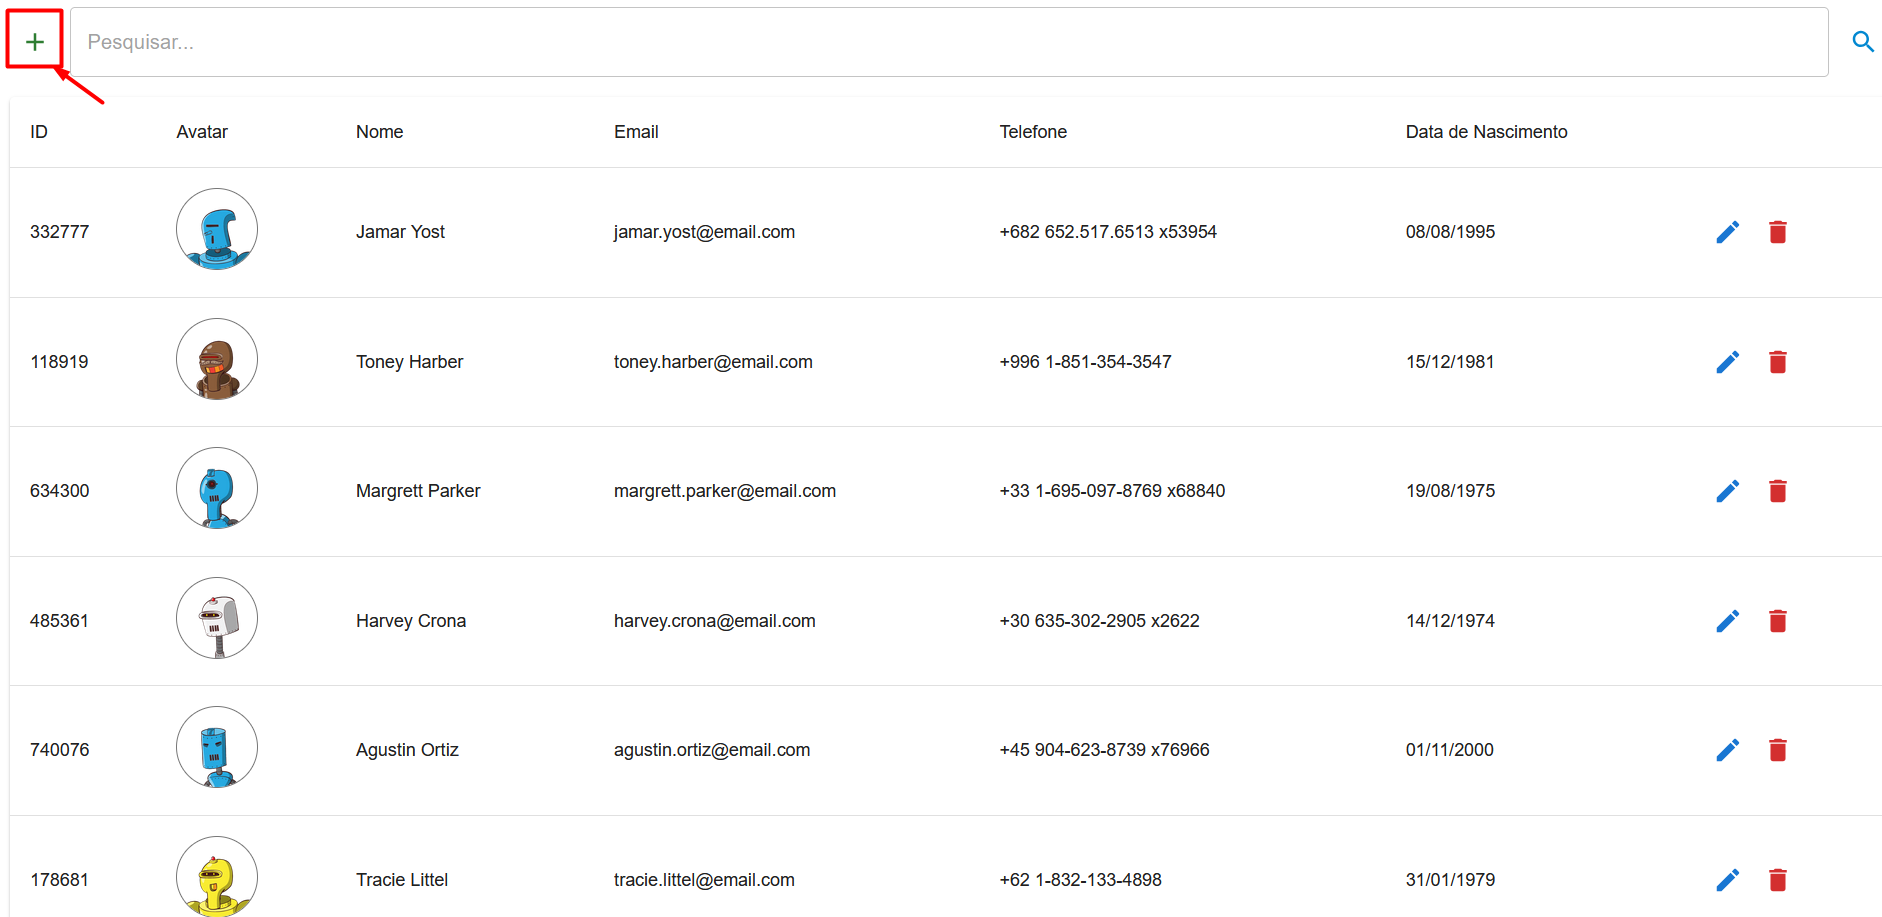 Pesquisar...
ID Avatar Nome Email Telefone Data de Nascimento
332777 Jamar Yost jamar.yost@email.com +682 652.517.6513 x53954 08/08/1995
118919 Toney Harber toney.harber@email.com +996 1-851-354-3547 15/12/1981
634300 Margrett Parker margrett.parker@email.com +33 1-695-097-8769 x68840 19/08/1975
485361 Harvey Crona harvey.crona@email.com +30 635-302-2905 x2622 14/12/1974
740076 Agustin Ortiz agustin.ortiz@email.com +45 904-623-8739 x76966 01/11/2000
178681 Tracie Littel tracie.littel@email.com +62 1-832-133-4898 31/01/1979